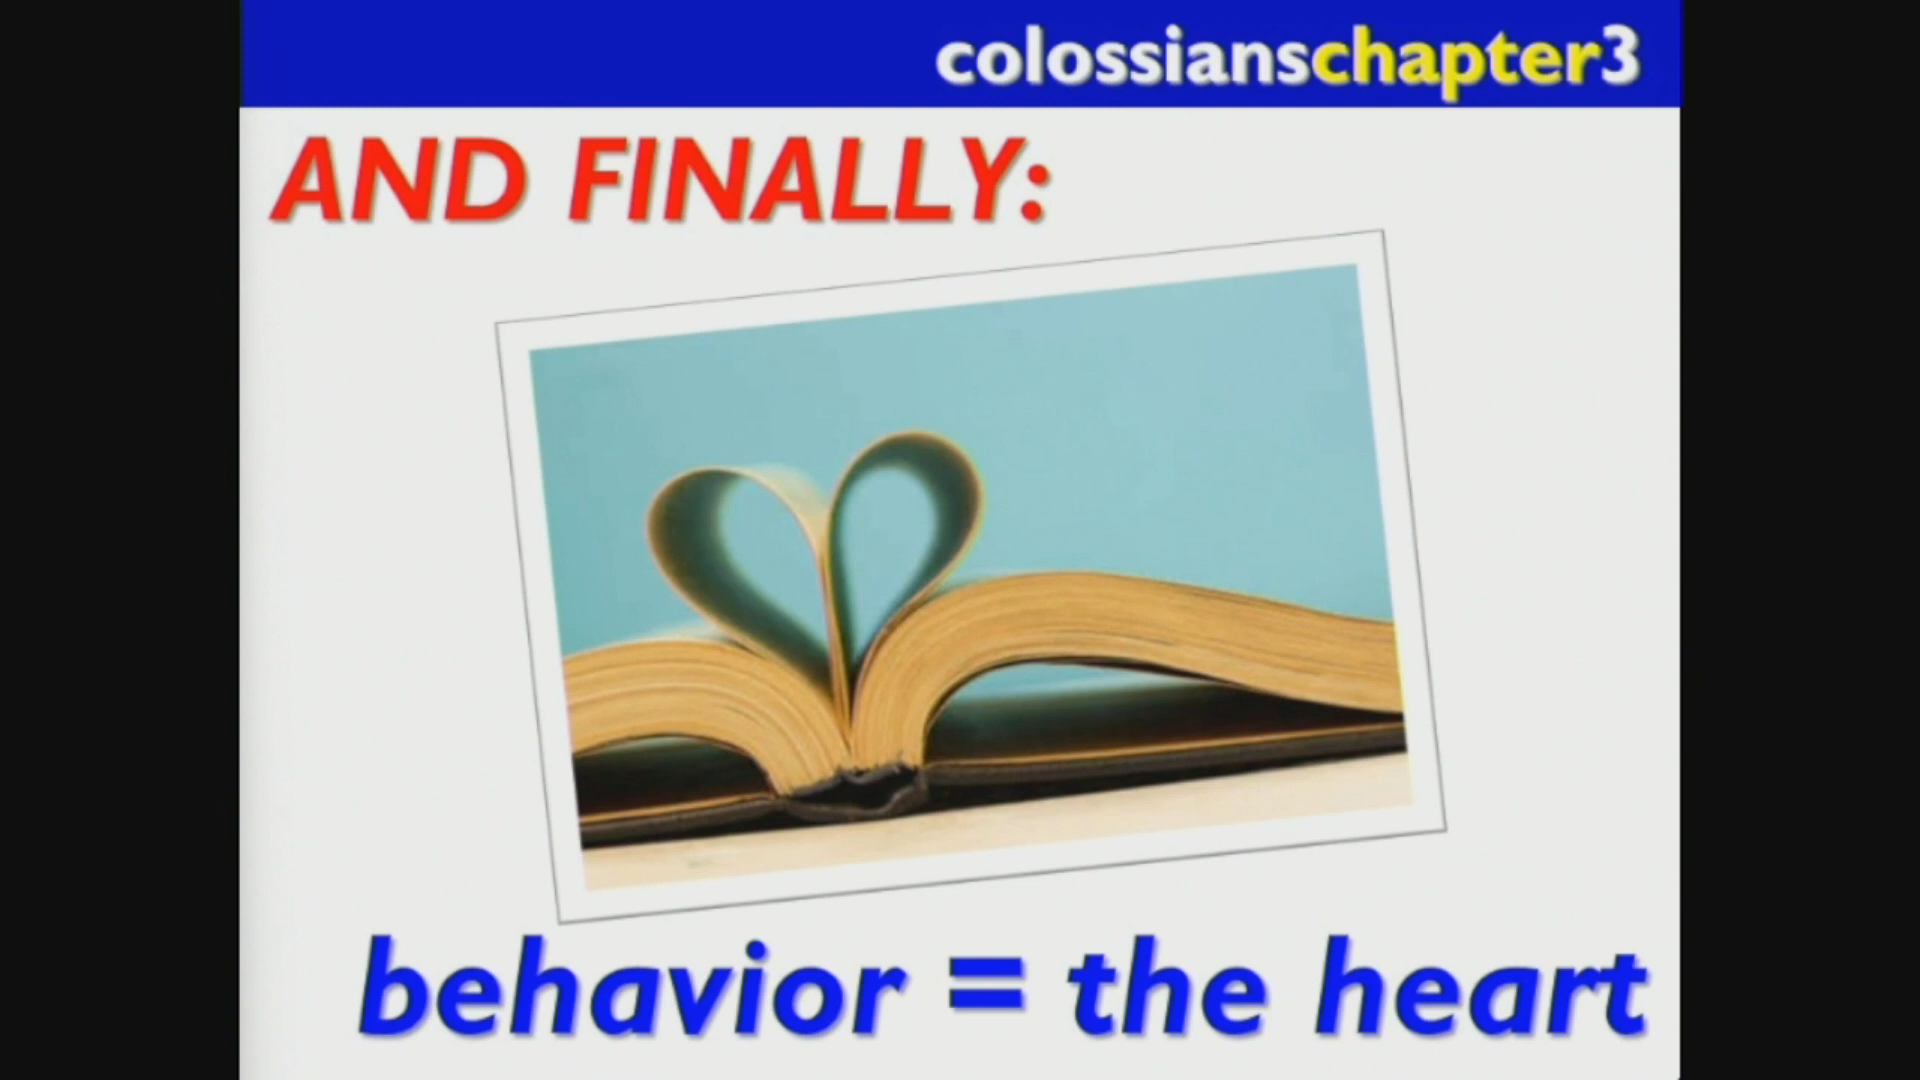 colossianschapter3
AND FINALLY:
behavior = the heart